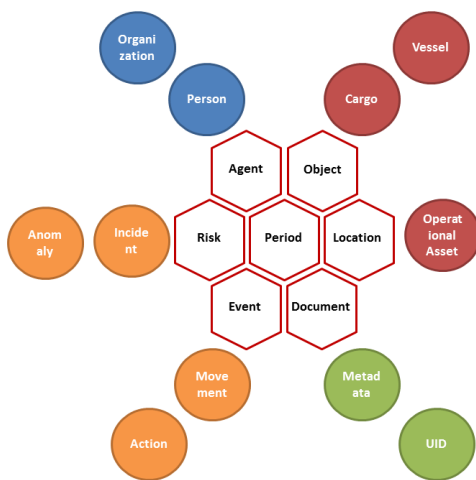 Organi
zation
Vessel
Person
Cargo
Agent
Object
Anom
aly
Incide
nt
Risk
Period
Location
Operat
ional
Asset
Event
Document
Move
ment
Metad
ata
Action
UID